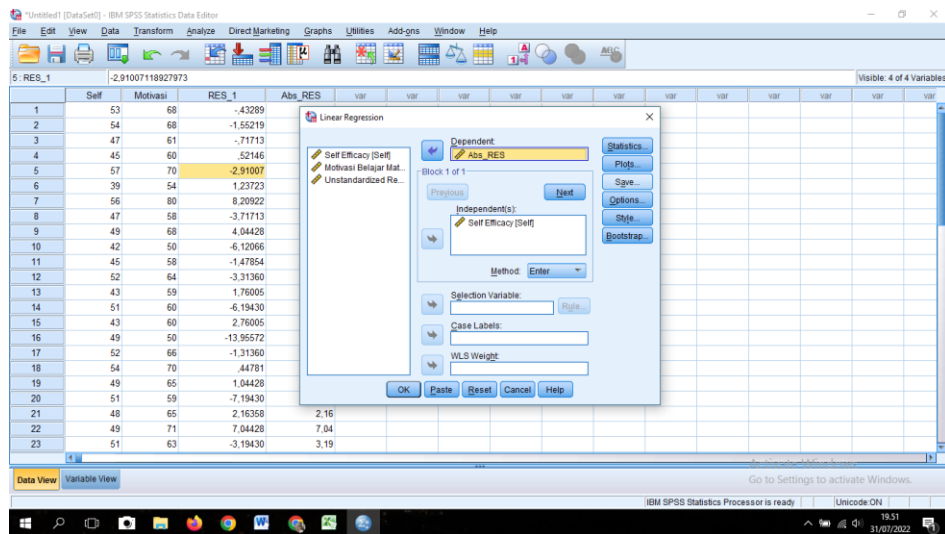 *Untitled1 [DataSet0] - IBM SPSS Statistics Data Editor
File Edit View Data Transform Analyze Direct Marketing Graphs Utilities Add-ons Window Help
5 : RES_1 -2,91007118927973 Visible: 4 of 4 Variables
Self Motivasi RES_1 Abs_RES var var var var var var var var var var var var
1 53 68 -,43289
2 54 68 -1,55219
3 47 61 -,71713
4 45 60 ,52146
5 57 70 -2,91007
6 39 54 1,23723
7 56 80 8,20922
8 47 58 -3,71713
9 49 68 4,04428
10 42 50 -6,12066
11 45 58 -1,47854
12 52 64 -3,31360
13 43 59 1,76005
14 51 60 -6,19430
15 43 60 2,76005
16 49 50 -13,95572
17 52 66 -1,31360
18 54 70 ,44781
19 49 65 1,04428
20 51 59 -7,19430
21 48 65 2,16358 2,16
22 49 71 7,04428 7,04
23 51 63 -3,19430 3,19
Linear Regression
Self Efficacy [Self]
Motivasi Belajar Mat...
Unstandardized Re...
Dependent:
Abs_RES
Block 1 of 1
Previous Next
Independent(s):
Self Efficacy [Self]
Method: Enter
Selection Variable:
Rule...
Case Labels:
WLS Weight:
Statistics...
Plots...
Save...
Options...
Style...
Bootstrap...
OK Paste Reset Cancel Help
Data View Variable View
Activate Windows
Go to Settings to activate Windows.
IBM SPSS Statistics Processor is ready Unicode:ON
19.51
31/07/2022